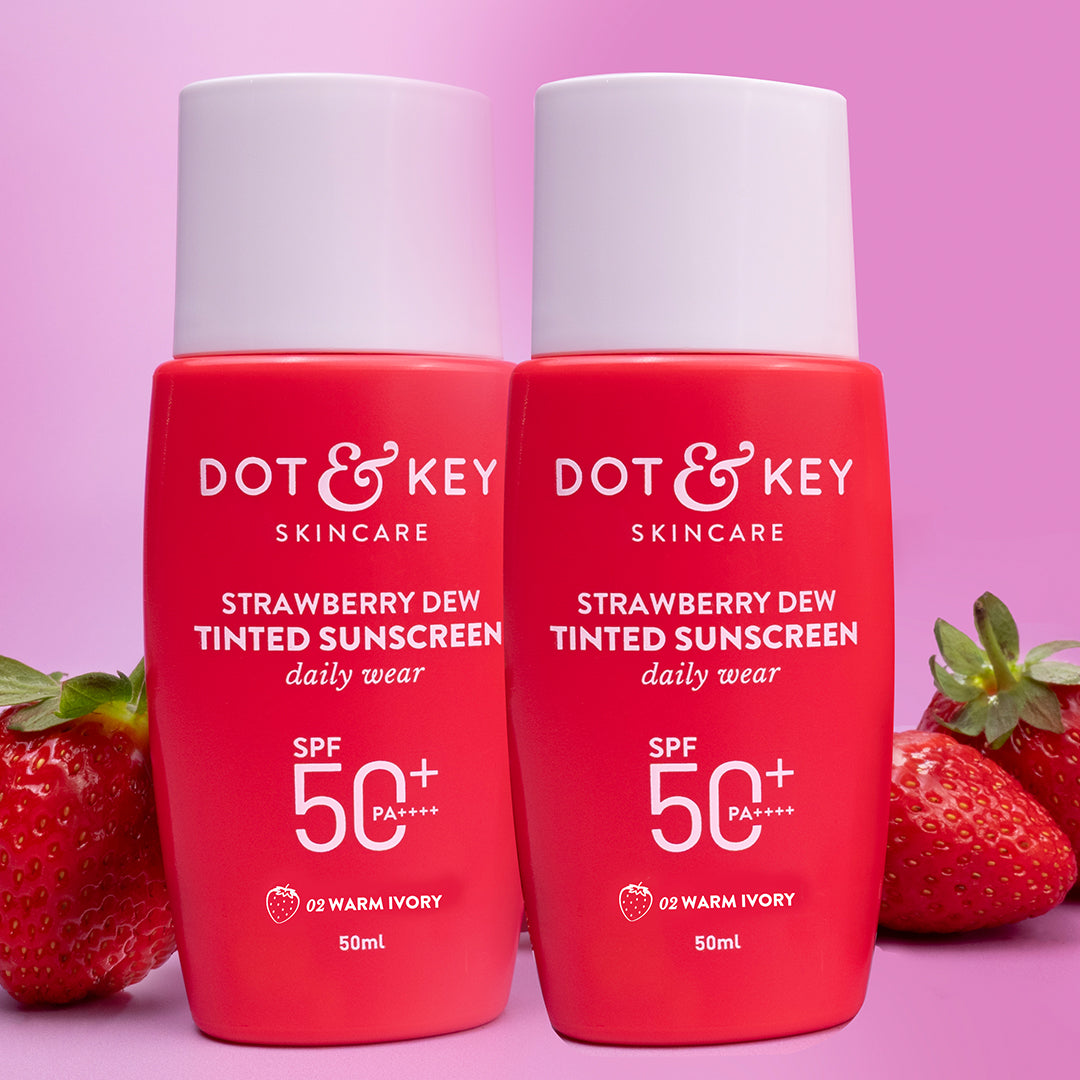 DOT & KEY
SKINCARE
STRAWBERRY DEW
TINTED SUNSCREEN
daily wear
SPF
50+
PA++++
02 WARM IVORY
50ml
DOT & KEY
SKINCARE
STRAWBERRY DEW
TINTED SUNSCREEN
daily wear
SPF
50+
PA++++
02 WARM IVORY
50ml